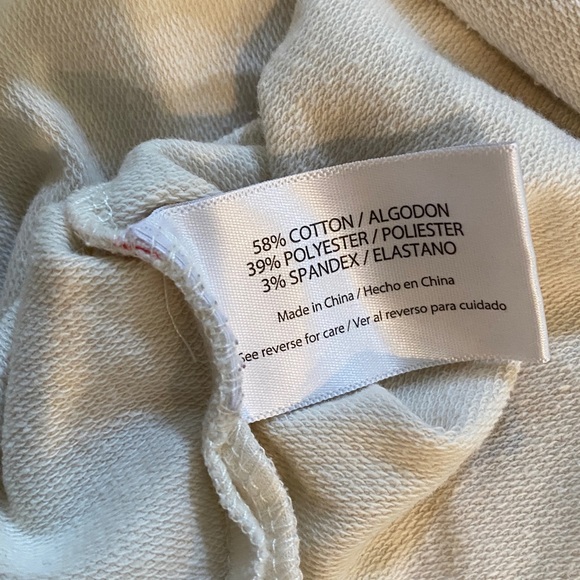 58% COTTON / ALGODON
39% POLYESTER / POLIESTER
3% SPANDEX / ELASTANO
Made in China / Hecho en China
See reverse for care / Ver al reverso para cuidado